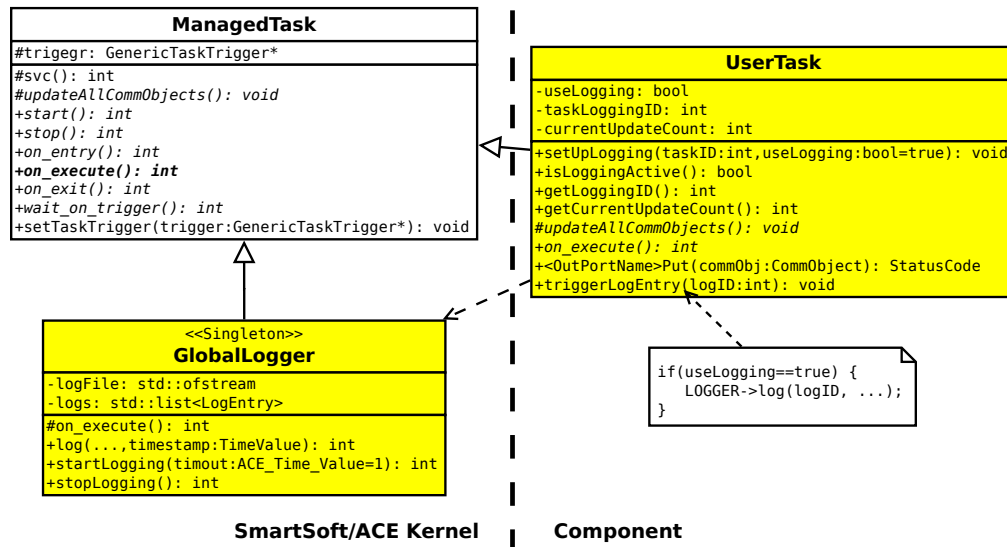 ManagedTask
#trigegr: GenericTaskTrigger*
#svc(): int
#updateAllCommObjects(): void
+start(): int
+stop(): int
+on_entry(): int
+on_execute(): int
+on_exit(): int
+wait_on_trigger(): int
+setTaskTrigger(trigger:GenericTaskTrigger*): void
UserTask
-useLogging: bool
-taskLoggingID: int
-currentUpdateCount: int
+setUpLogging(taskID:int,useLogging:bool=true): void
+isLoggingActive(): bool
+getLoggingID(): int
+getCurrentUpdateCount(): int
#updateAllCommObjects(): void
+on_execute(): int
+<OutPortName>Put(commObj:CommObject): StatusCode
+triggerLogEntry(logID:int): void
<<Singleton>>
GlobalLogger
-logFile: std::ofstream
-logs: std::list<LogEntry>
#on_execute(): int
+log(...,timestamp:TimeValue): int
+startLogging(timout:ACE_Time_Value=1): int
+stopLogging(): int
if(useLogging==true) {
LOGGER->log(logID, ...);
}
SmartSoft/ACE Kernel
Component